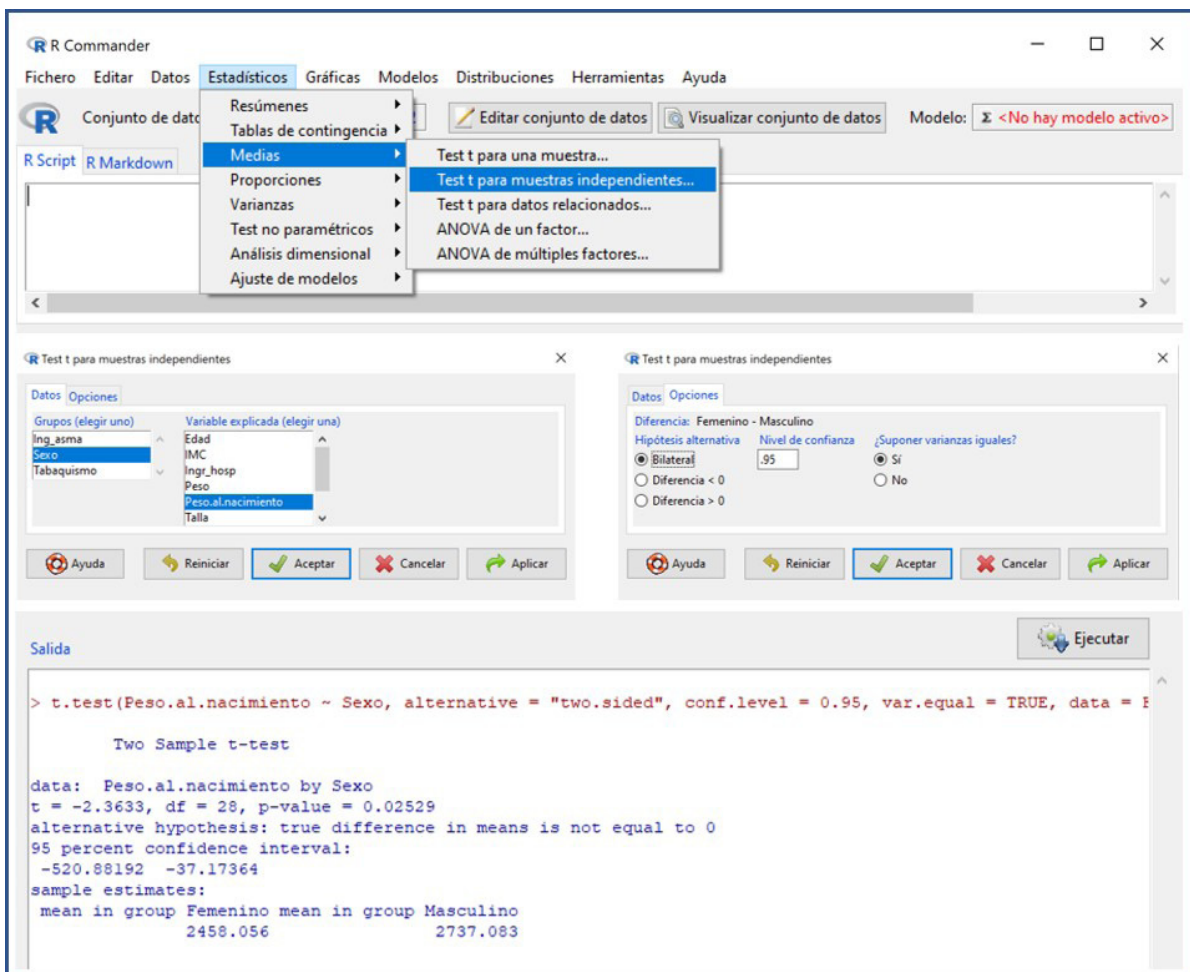 R Commander
Fichero Editar Datos Estadísticos Gráficas Modelos Distribuciones Herramientas Ayuda
Conjunto de dato Editar conjunto de datos Visualizar conjunto de datos Modelo: Σ <No hay modelo activo>
Resúmenes
Tablas de contingencia
Medias
Proporciones
Varianzas
Test no paramétricos
Análisis dimensional
Ajuste de modelos
Test t para una muestra...
Test t para muestras independientes...
Test t para datos relacionados...
ANOVA de un factor...
ANOVA de múltiples factores...
R Script R Markdown
Test t para muestras independientes
Datos Opciones
Grupos (elegir uno) Variable explicada (elegir una)
Ing_asma
Sexo
Tabaquismo
Edad
IMC
Ingr_hosp
Peso
Peso.al.nacimiento
Talla
Ayuda Reiniciar Aceptar Cancelar Aplicar
Test t para muestras independientes
Datos Opciones
Diferencia: Femenino - Masculino
Hipótesis alternativa Nivel de confianza ¿Suponer varianzas iguales?
Bilateral .95 Sí
Diferencia < 0 No
Diferencia > 0
Ayuda Reiniciar Aceptar Cancelar Aplicar
Salida Ejecutar
> t.test(Peso.al.nacimiento ~ Sexo, alternative = "two.sided", conf.level = 0.95, var.equal = TRUE, data =
Two Sample t-test
data: Peso.al.nacimiento by Sexo
t = -2.3633, df = 28, p-value = 0.02529
alternative hypothesis: true difference in means is not equal to 0
95 percent confidence interval:
-520.88192 -37.17364
sample estimates:
mean in group Femenino mean in group Masculino
2458.056 2737.083